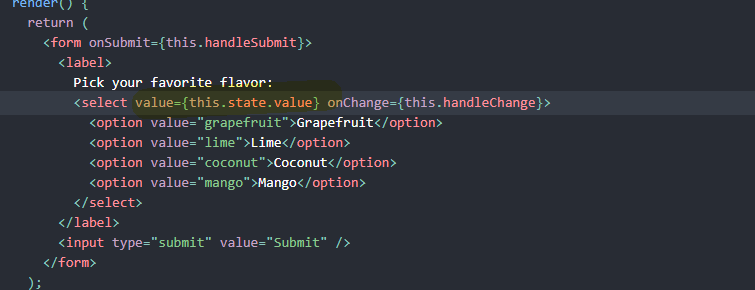 render() {
return (
<form onSubmit={this.handleSubmit}>
<label>
Pick your favorite flavor:
<select value={this.state.value} onChange={this.handleChange}>
<option value="grapefruit">Grapefruit</option>
<option value="lime">Lime</option>
<option value="coconut">Coconut</option>
<option value="mango">Mango</option>
</select>
</label>
<input type="submit" value="Submit" />
</form>
);